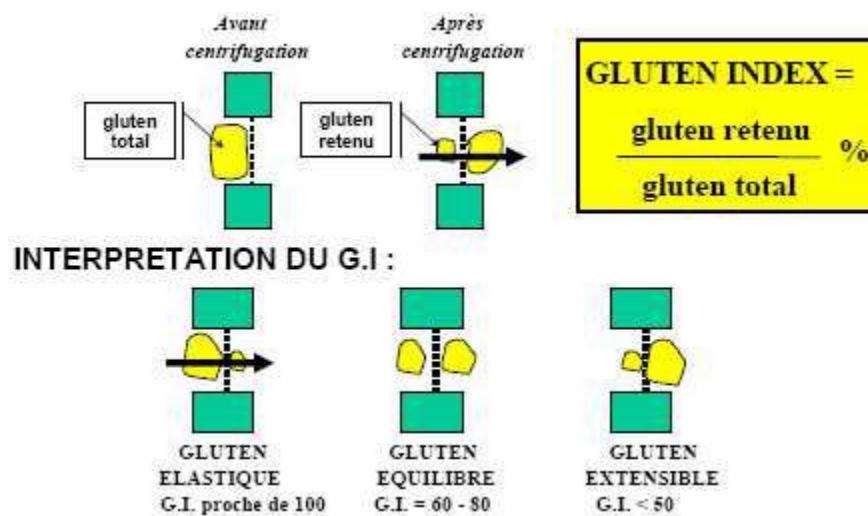 Avant
centrifugation
Après
centrifugation
gluten
total
gluten
retenu
GLUTEN INDEX =
gluten retenu
gluten total
%
INTERPRETATION DU G.I :
GLUTEN
ELASTIQUE
G.I. proche de 100
GLUTEN
EQUILIBRE
G.I. = 60 - 80
GLUTEN
EXTENSIBLE
G.I. < 50